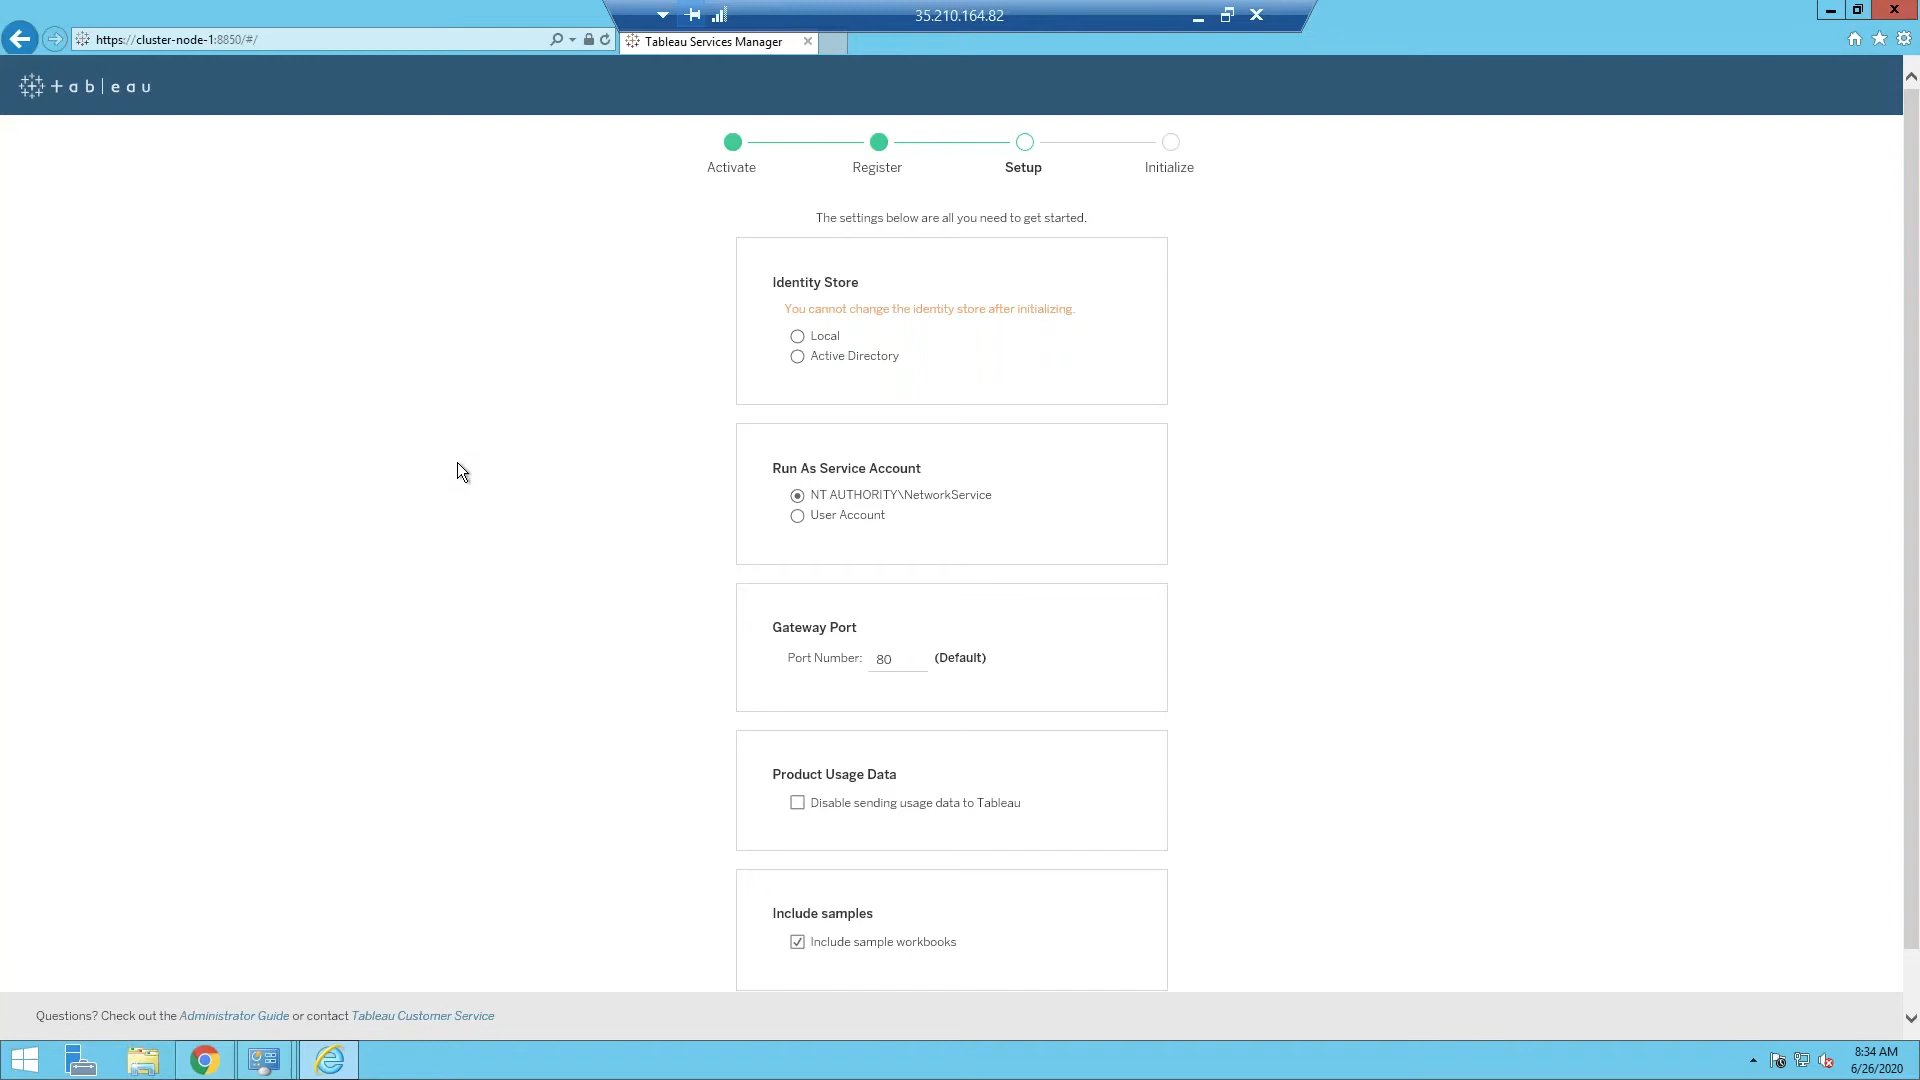 35.210.164.82
https://cluster-node-1:8850/#/
Tableau Services Manager
+ a b | e a u
Activate
Register
Setup
Initialize
The settings below are all you need to get started.
Identity Store
You cannot change the identity store after initializing.
Local
Active Directory
Run As Service Account
NT AUTHORITY\NetworkService
User Account
Gateway Port
Port Number: 80 (Default)
Product Usage Data
Disable sending usage data to Tableau
Include samples
Include sample workbooks
Questions? Check out the Administrator Guide or contact Tableau Customer Service
8:34 AM
6/26/2020